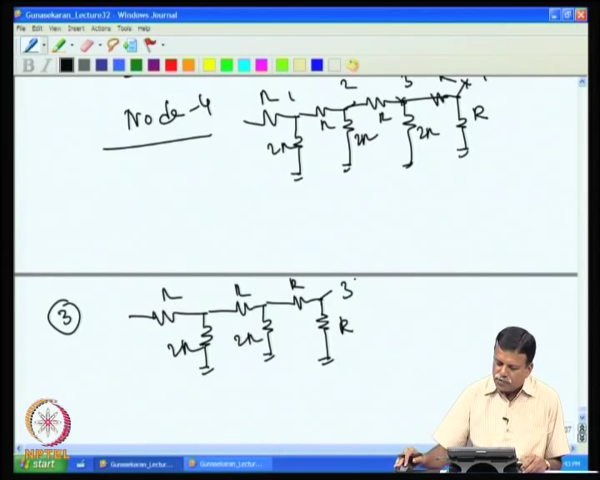 Gunasekaran_Lecture32 - Windows Journal
File Edit View Insert Actions Tools Help
B I
Node-4
R 1 R 2 R 3 R
2R 2R 2R R
3 R R R 3
2R 2R R
NPTEL
start Gunasekaran_Lectur... Gunasekaran_Lectur...